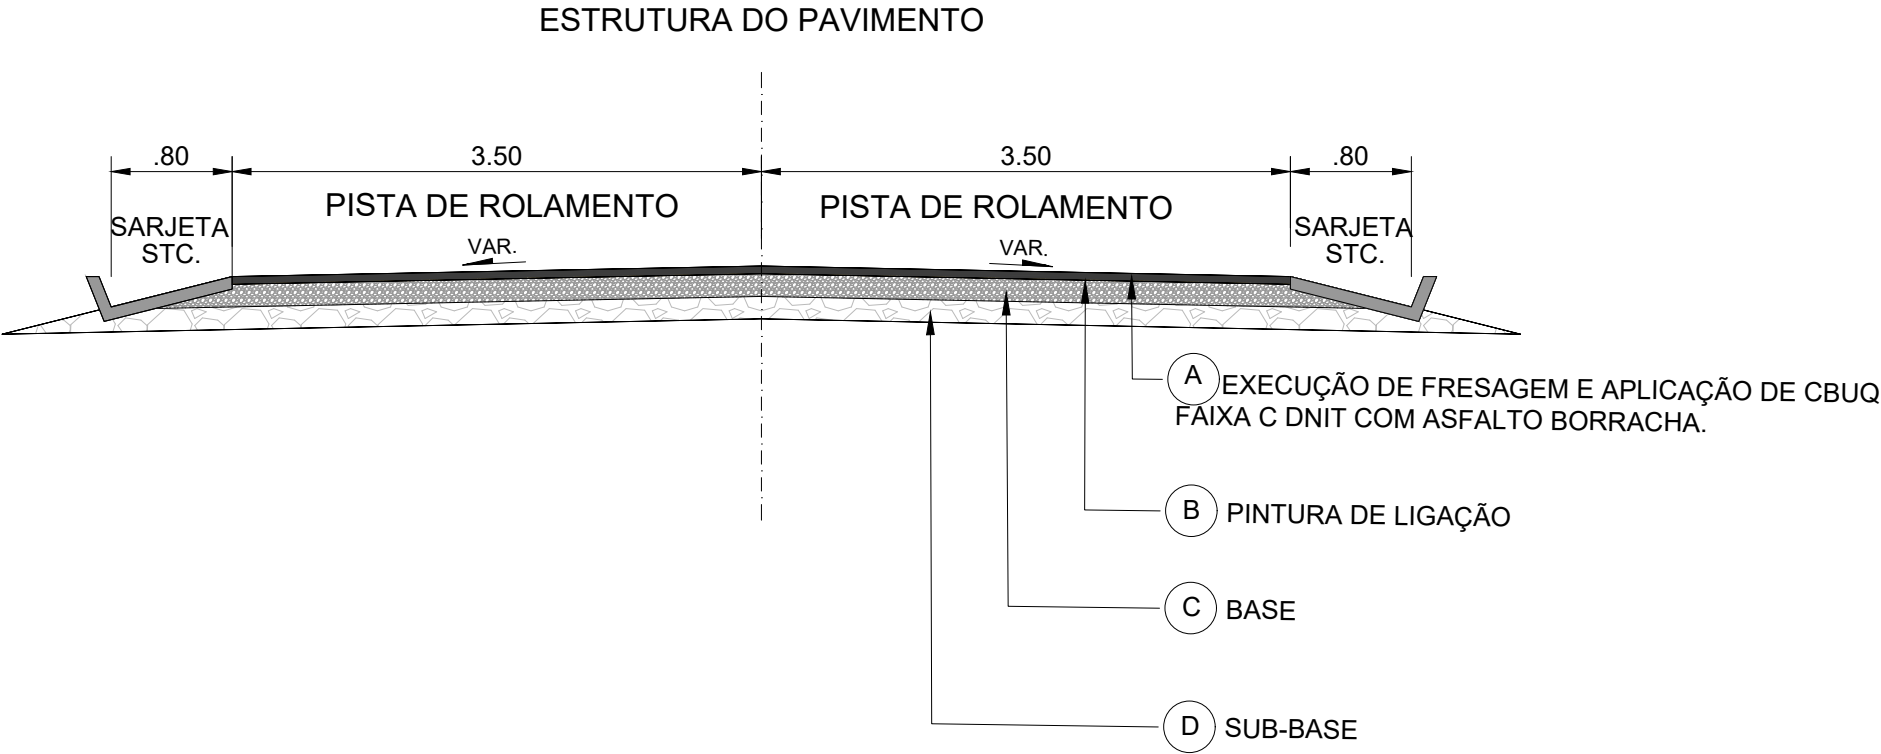 ESTRUTURA DO PAVIMENTO
.80 3.50 3.50 .80
PISTA DE ROLAMENTO PISTA DE ROLAMENTO
SARJETA
STC.
SARJETA
STC.
VAR. VAR.
A EXECUÇÃO DE FRESAGEM E APLICAÇÃO DE CBUQ
FAIXA C DNIT COM ASFALTO BORRACHA.
B PINTURA DE LIGAÇÃO
C BASE
D SUB-BASE